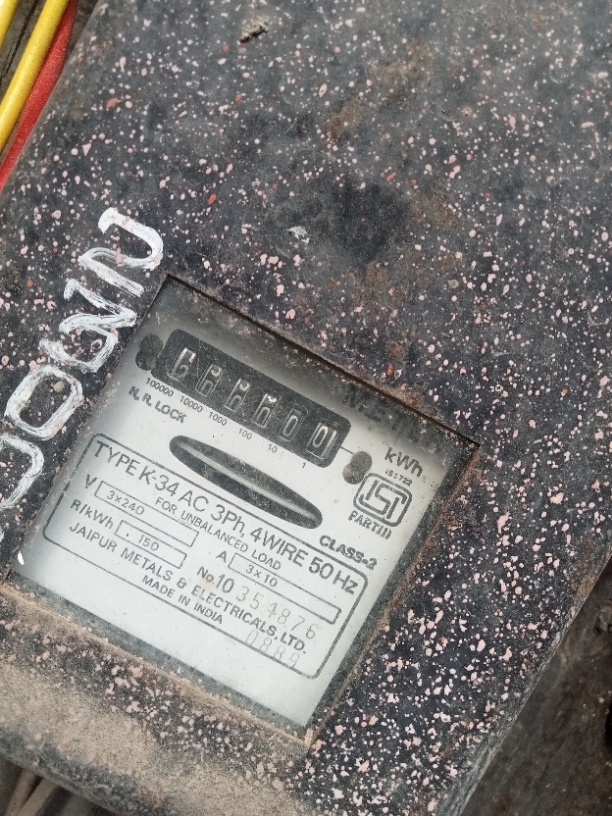 100000 10000 1000 100 10 1
kWh
N. R. LOCK
IS:722
PART III
CLASS-2
TYPE K-34 AC 3Ph, 4WIRE 50 Hz
FOR UNBALANCED LOAD
V 3×240
A 3×10
R/kWh .150
No.10 354876
JAIPUR METALS & ELECTRICALS, LTD.
MADE IN INDIA
0889